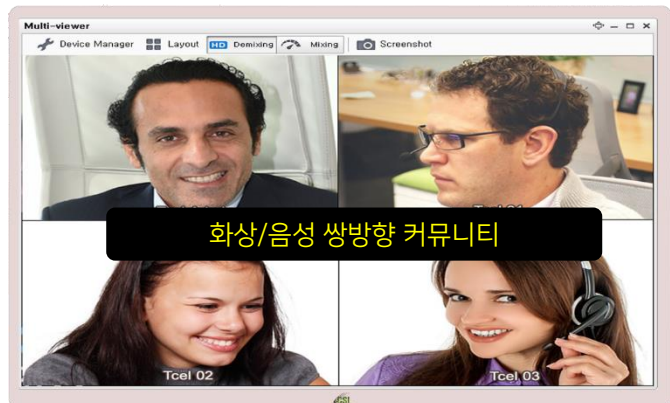 Multi-viewer
Device Manager Layout HD Demixing Mixing Screenshot
화상/음성 쌍방향 커뮤니티
Tcel 02
Tcel 03